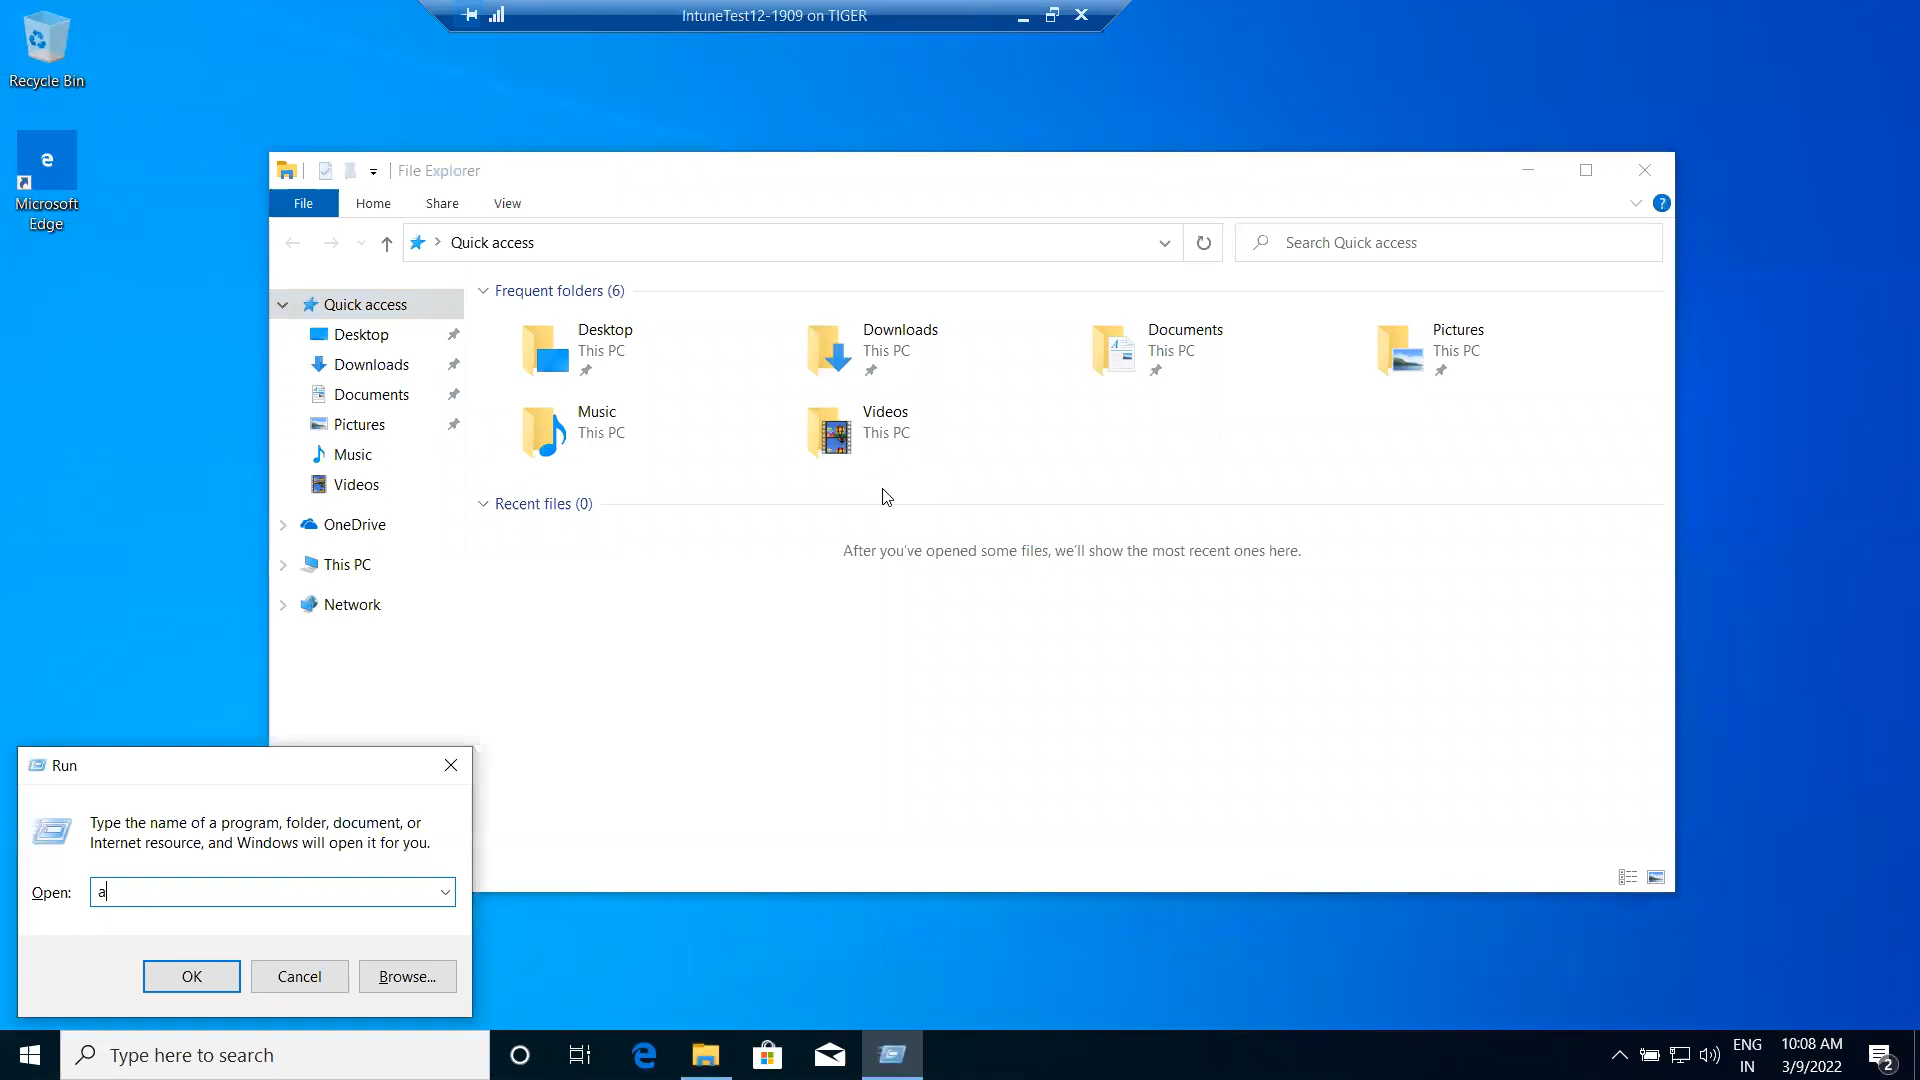 IntuneTest12-1909 on TIGER
Recycle Bin
Microsoft
Edge
File Explorer
File
Home
Share
View
Quick access
Search Quick access
Quick access
Desktop
Downloads
Documents
Pictures
Music
Videos
OneDrive
This PC
Network
Frequent folders (6)
Desktop
This PC
Downloads
This PC
Documents
This PC
Pictures
This PC
Music
This PC
Videos
This PC
Recent files (0)
After you've opened some files, we'll show the most recent ones here.
Run
Type the name of a program, folder, document, or
Internet resource, and Windows will open it for you.
Open:
a
OK
Cancel
Browse...
Type here to search
ENG
IN
10:08 AM
3/9/2022
2